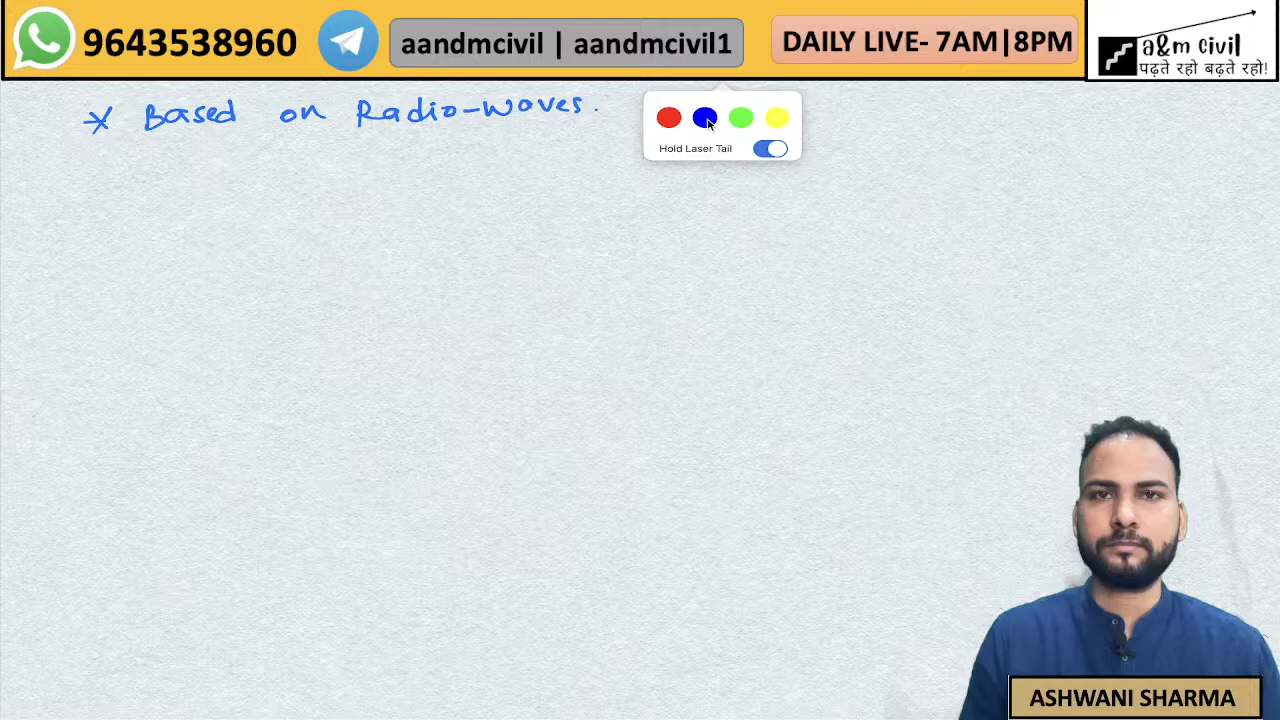 9643538960
aandmcivil | aandmcivil1
DAILY LIVE- 7AM|8PM
a&m civil
पढ़ते रहो बढ़ते रहो!
* Based on Radio-waves.
Hold Laser Tail
ASHWANI SHARMA